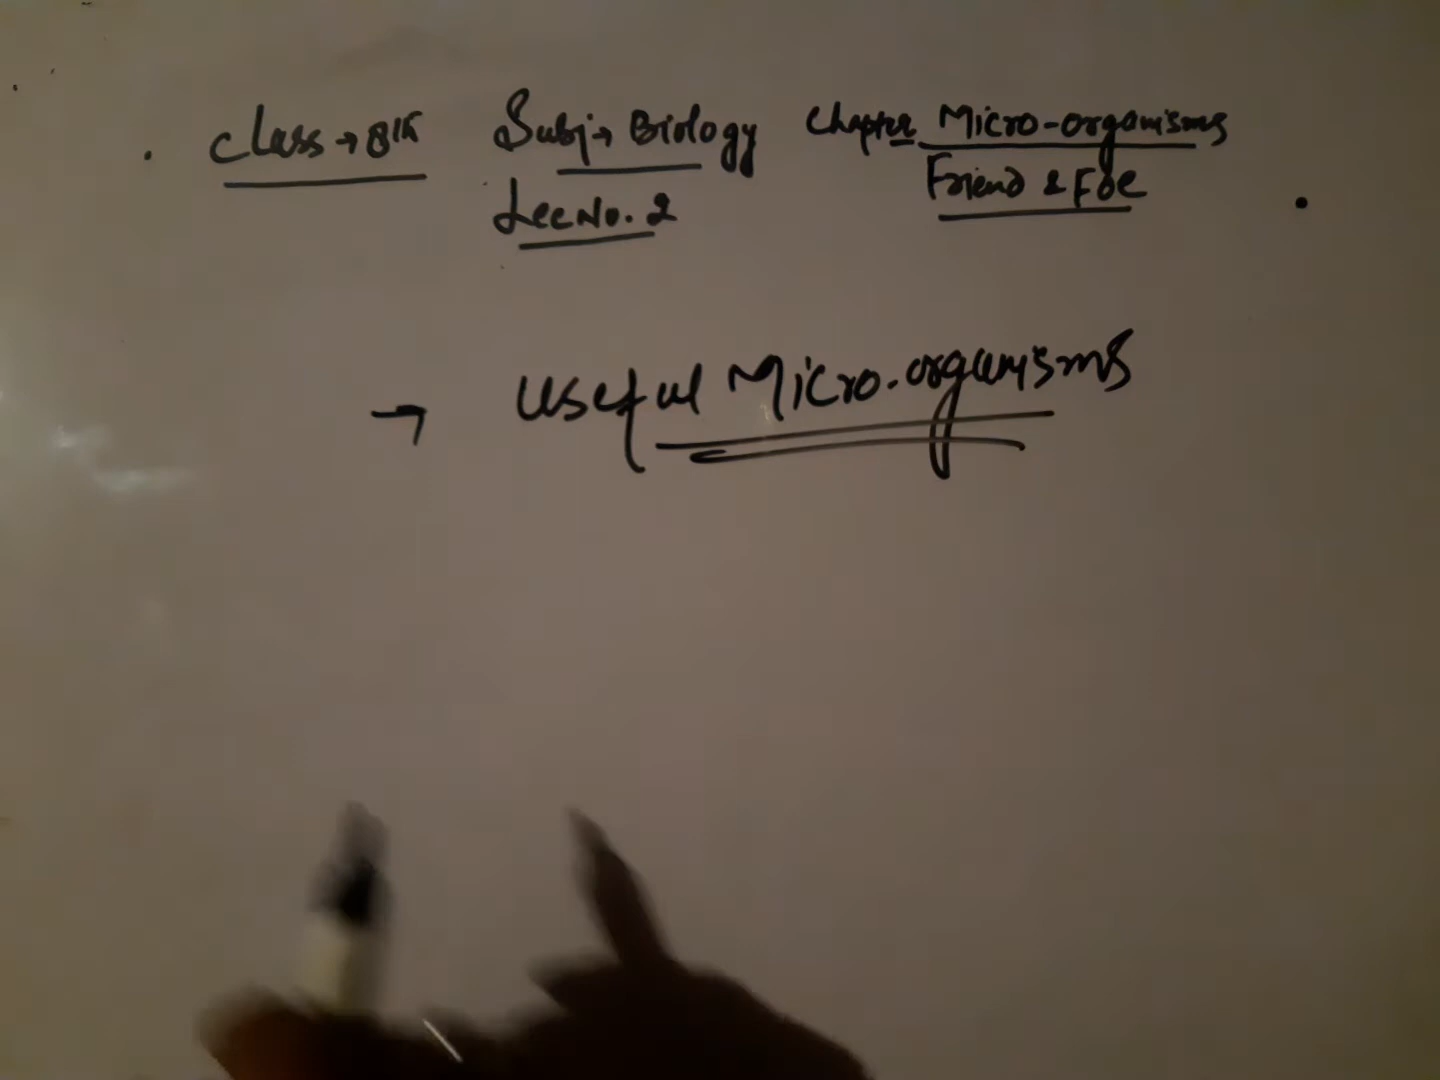 Class → 8th Subj → Biology Chapter Micro-organisms
Lec No. 2 Friend & Foe
→ Useful Micro-organisms